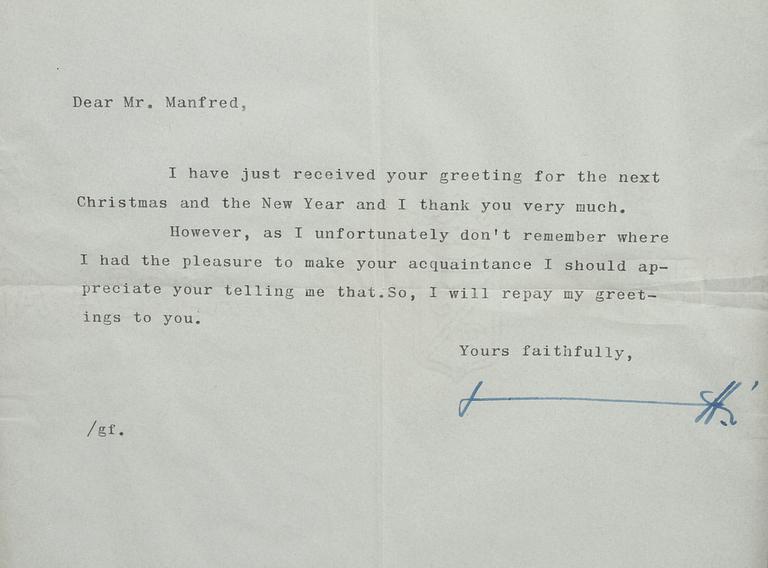 Dear Mr. Manfred,
I have just received your greeting for the next
Christmas and the New Year and I thank you very much.
However, as I unfortunately don't remember where
I had the pleasure to make your acquaintance I should ap-
preciate your telling me that.So, I will repay my greet-
ings to you.
Yours faithfully,
/gf.